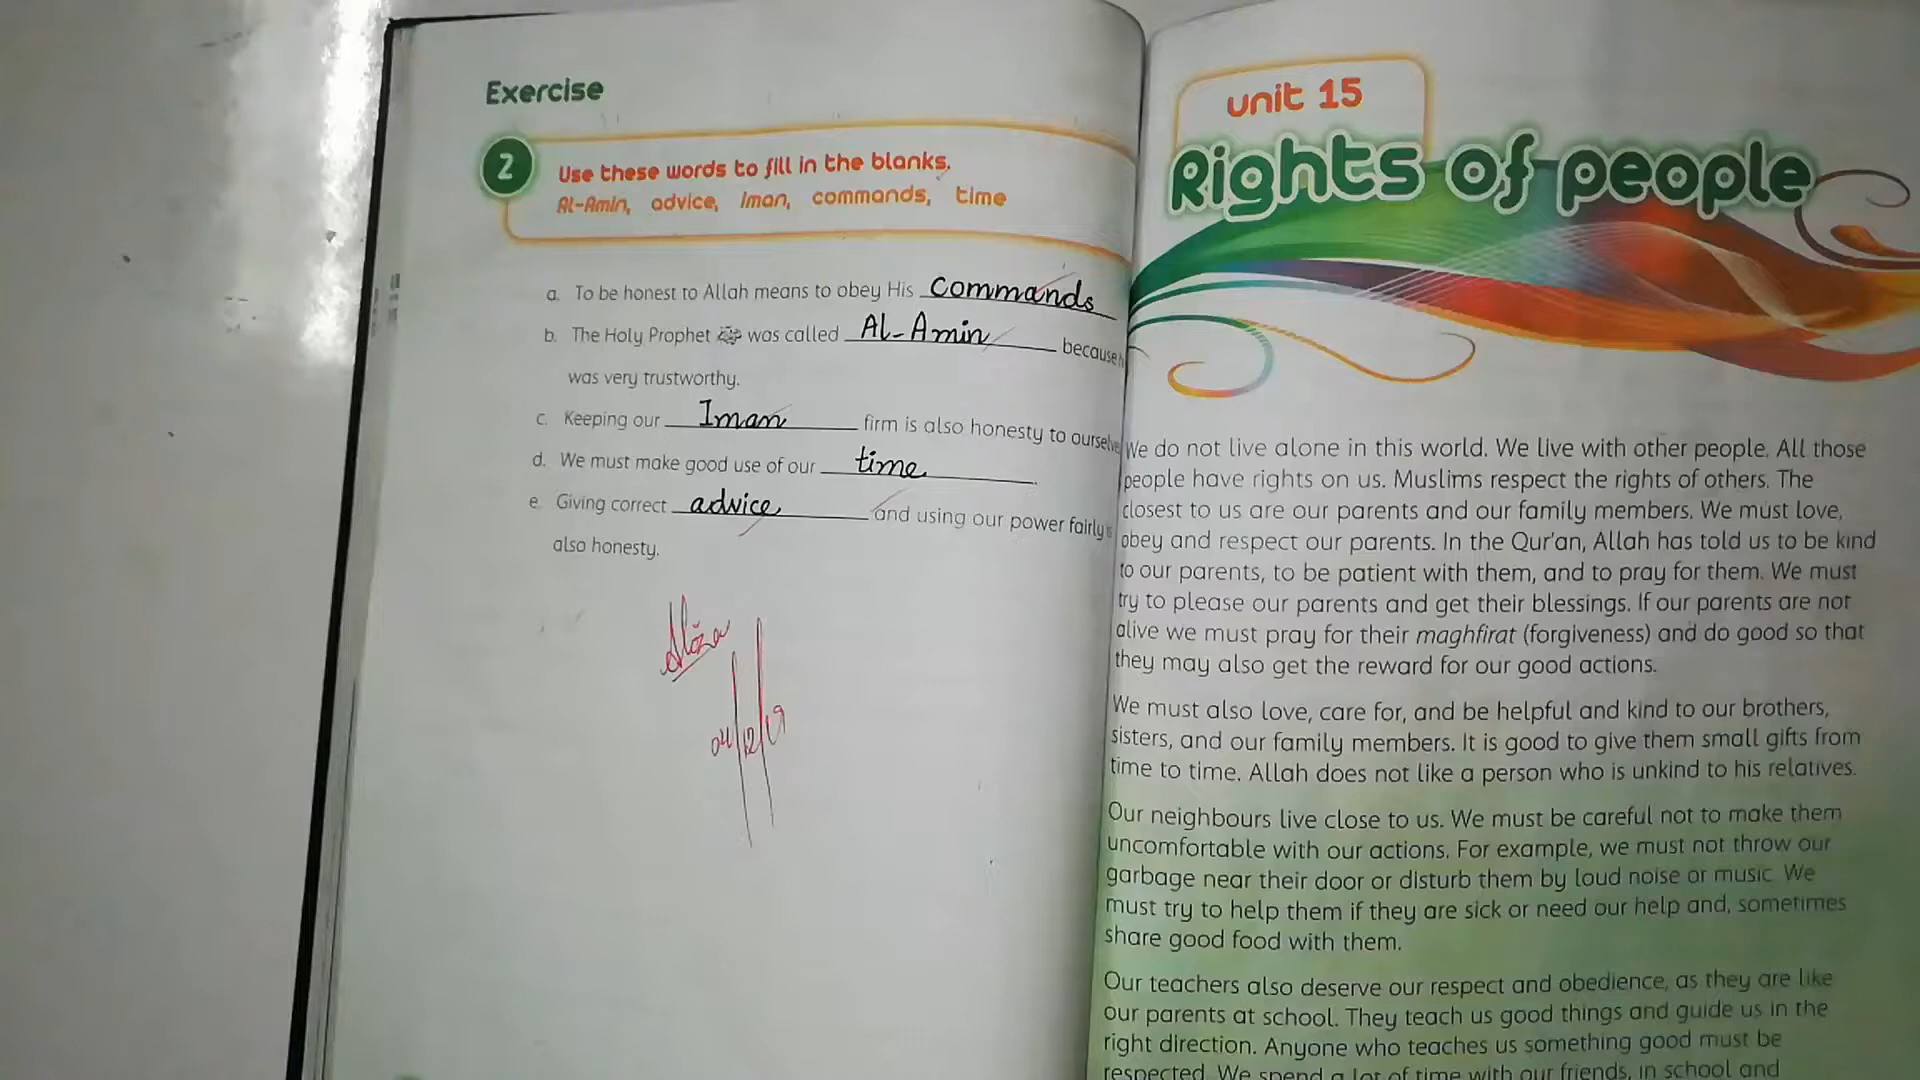 Exercise
2
Use these words to fill in the blanks.
Al-Amin, advice, Iman, commands, time
a. To be honest to Allah means to obey His commands
b. The Holy Prophet ﷺ was called Al-Amin because
was very trustworthy.
c. Keeping our Iman firm is also honesty to
d. We must make good use of our time.
e. Giving correct advice and using our power fairly
also honesty.
04/12/19
unit 15
Rights of people
We do not live alone in this world. We live with other people. All those
people have rights on us. Muslims respect the rights of others. The
closest to us are our parents and our family members. We must love,
obey and respect our parents. In the Qur'an, Allah has told us to be kind
to our parents, to be patient with them, and to pray for them. We must
try to please our parents and get their blessings. If our parents are not
alive we must pray for their maghfirat (forgiveness) and do good so that
they may also get the reward for our good actions.
We must also love, care for, and be helpful and kind to our brothers,
sisters, and our family members. It is good to give them small gifts from
time to time. Allah does not like a person who is unkind to his relatives.
Our neighbours live close to us. We must be careful not to make them
uncomfortable with our actions. For example, we must not throw our
garbage near their door or disturb them by loud noise or music. We
must try to help them if they are sick or need our help and, sometimes
share good food with them.
Our teachers also deserve our respect and obedience, as they are like
our parents at school. They teach us good things and guide us in the
right direction. Anyone who teaches us something good must be
respected. We spend a lot of time with our friends, in school and